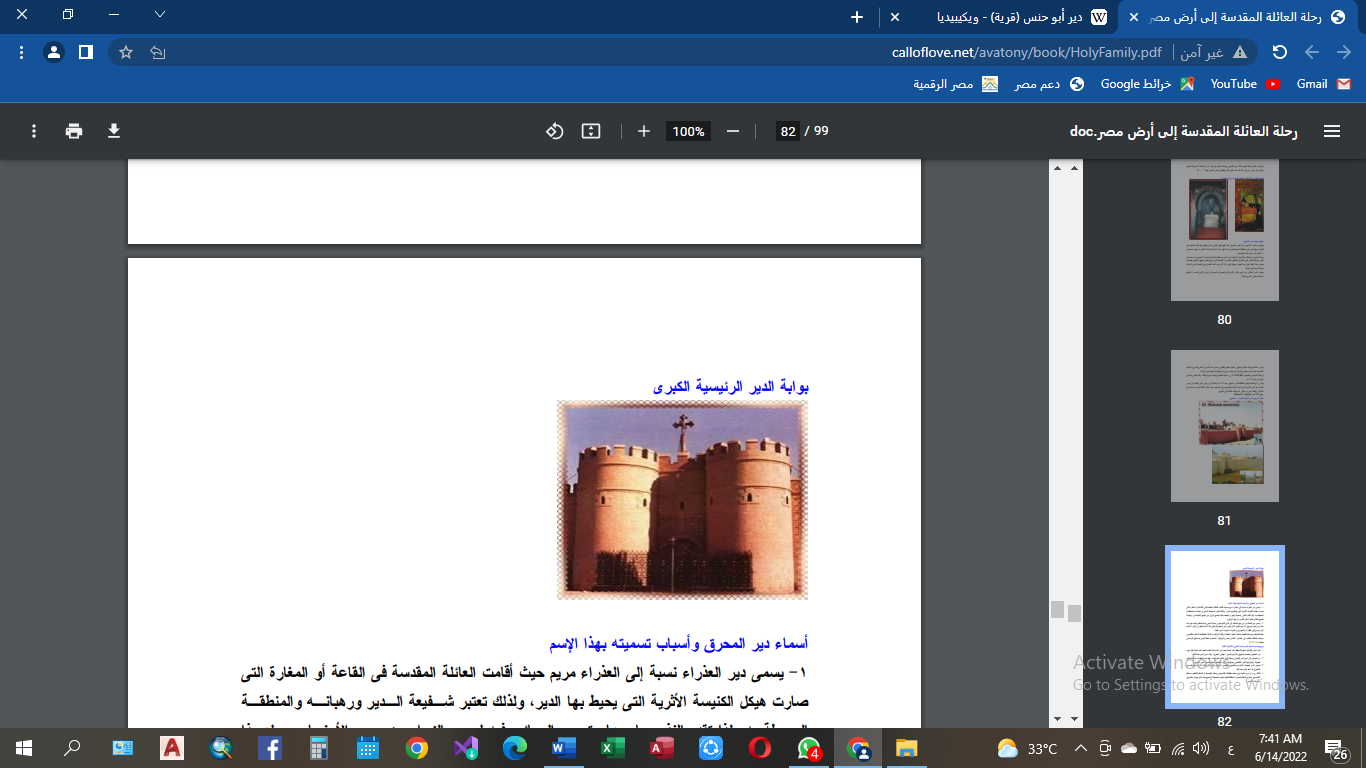 رحلة العائلة المقدسة إلى أرض مصر
دير أبو حنس (قرية) - ويكيبيديا
غير آمن
calloflove.net/avatony/book/HolyFamily.pdf
Gmail
YouTube
خرائط Google
دعم مصر
مصر الرقمية
رحلة العائلة المقدسة إلى أرض مصر.doc
82 / 99
100%
بوابة الدير الرئيسية الكبرى
أسماء دير المحرق وأسباب تسميته بهذا الإسم
١- يسمى دير العذراء نسبة إلى العذراء مريم حيث أقامت العائلة المقدسة فى القاعة أو المغارة التى
صارت هيكل الكنيسة الأثرية التى يحيط بها الدير، ولذلك تعتبر شـفيعة الـدير ورهبانـه والمنطقـة
80
81
82
Activate Windows
Go to Settings to activate Windows.
4
33°C
ع
7:41 AM
6/14/2022
26